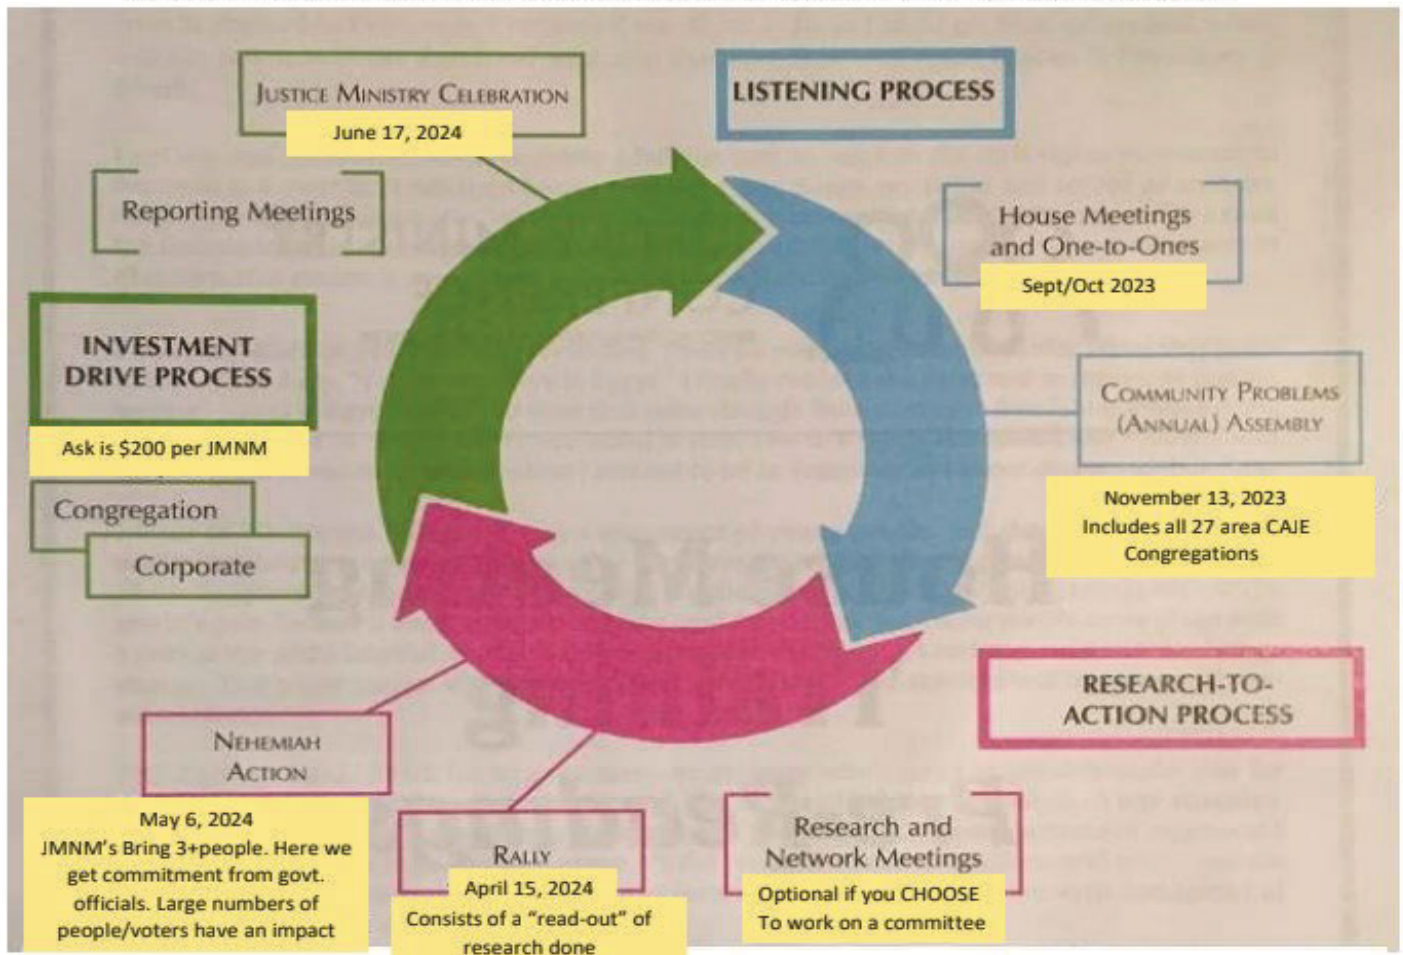 JUSTICE MINISTRY CELEBRATION
June 17, 2024
LISTENING PROCESS
Reporting Meetings
House Meetings
and One-to-Ones
Sept/Oct 2023
INVESTMENT
DRIVE PROCESS
Ask is $200 per JMNM
COMMUNITY PROBLEMS
(ANNUAL) ASSEMBLY
November 13, 2023
Includes all 27 area CAJE
Congregations
Congregation
Corporate
RESEARCH-TO-
ACTION PROCESS
NEHEMIAH
ACTION
May 6, 2024
JMNM's Bring 3+people. Here we
get commitment from govt.
officials. Large numbers of
people/voters have an impact
RALLY
April 15, 2024
Consists of a “read-out” of
research done
Research and
Network Meetings
Optional if you CHOOSE
To work on a committee